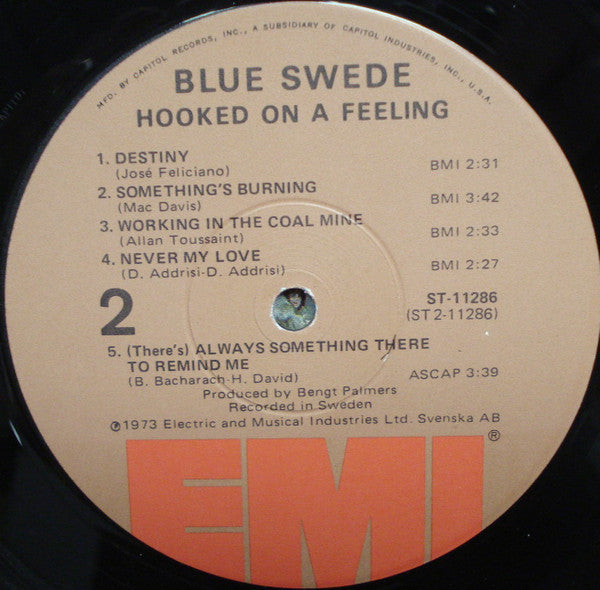 MFD. BY CAPITOL RECORDS, INC., A SUBSIDIARY OF CAPITOL INDUSTRIES, INC., U.S.A.
BLUE SWEDE
HOOKED ON A FEELING
1. DESTINY
(José Feliciano) BMI 2:31
2. SOMETHING'S BURNING
(Mac Davis) BMI 3:42
3. WORKING IN THE COAL MINE
(Allan Toussaint) BMI 2:33
4. NEVER MY LOVE
(D. Addrisi-D. Addrisi) BMI 2:27
2
ST-11286
(ST2-11286)
5. (There's) ALWAYS SOMETHING THERE
TO REMIND ME
(B. Bacharach-H. David) ASCAP 3:39
Produced by Bengt Palmers
Recorded in Sweden
℗1973 Electric and Musical Industries Ltd. Svenska AB
EMI®